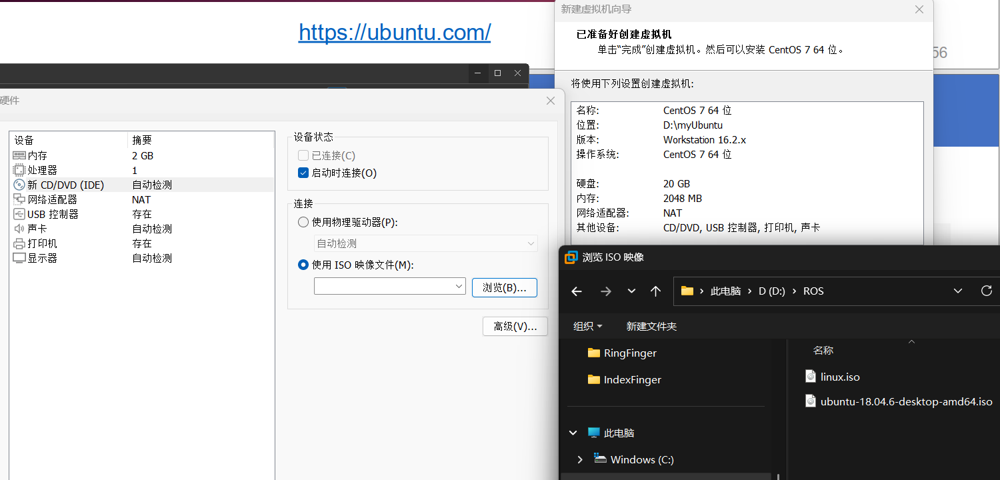 https://ubuntu.com/
56
硬件
设备 摘要
内存 2 GB
处理器 1
新 CD/DVD (IDE) 自动检测
网络适配器 NAT
USB 控制器 存在
声卡 自动检测
打印机 存在
显示器 自动检测
设备状态
已连接(C)
启动时连接(O)
连接
使用物理驱动器(P):
自动检测
使用 ISO 映像文件(M):
浏览(B)...
高级(V)...
新建虚拟机向导
已准备好创建虚拟机
单击“完成”创建虚拟机。然后可以安装 CentOS 7 64 位。
将使用下列设置创建虚拟机:
名称: CentOS 7 64 位
位置: D:\myUbuntu
版本: Workstation 16.2.x
操作系统: CentOS 7 64 位
硬盘: 20 GB
内存: 2048 MB
网络适配器: NAT
其他设备: CD/DVD, USB 控制器, 打印机, 声卡
浏览 ISO 映像
此电脑 D (D:) ROS
组织 新建文件夹
RingFinger
IndexFinger
此电脑
Windows (C:)
名称
linux.iso
ubuntu-18.04.6-desktop-amd64.iso